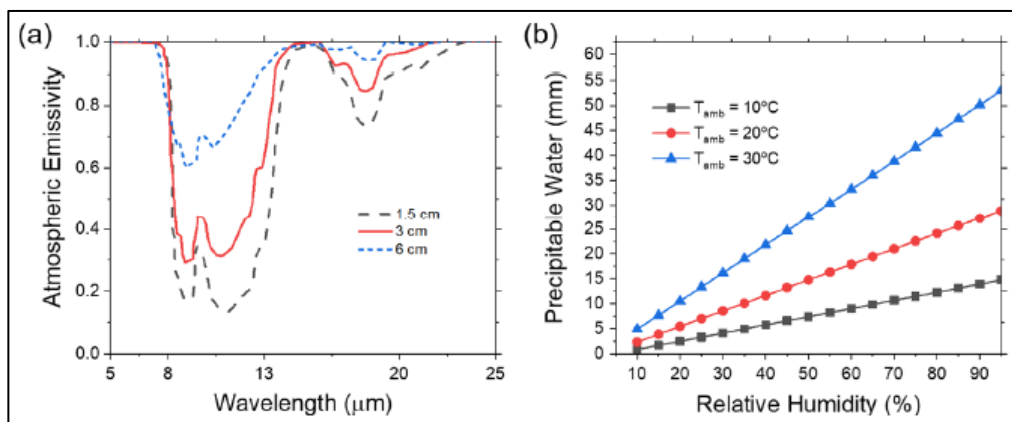 (a)
1.0
0.8
0.6
0.4
0.2
0.0
Atmospheric Emissivity
1.5 cm
3 cm
6 cm
5
8
13
20
25
Wavelength (μm)
(b)
60
55
50
45
40
35
30
25
20
15
10
5
0
Precipitable Water (mm)
T_amb = 10ºC
T_amb = 20ºC
T_amb = 30ºC
10
20
30
40
50
60
70
80
90
Relative Humidity (%)